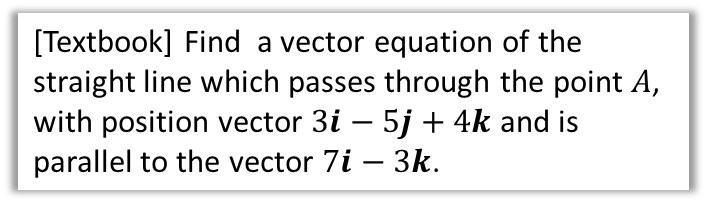 [Textbook] Find a vector equation of the
straight line which passes through the point A,
with position vector 3i − 5j + 4k and is
parallel to the vector 7i − 3k.